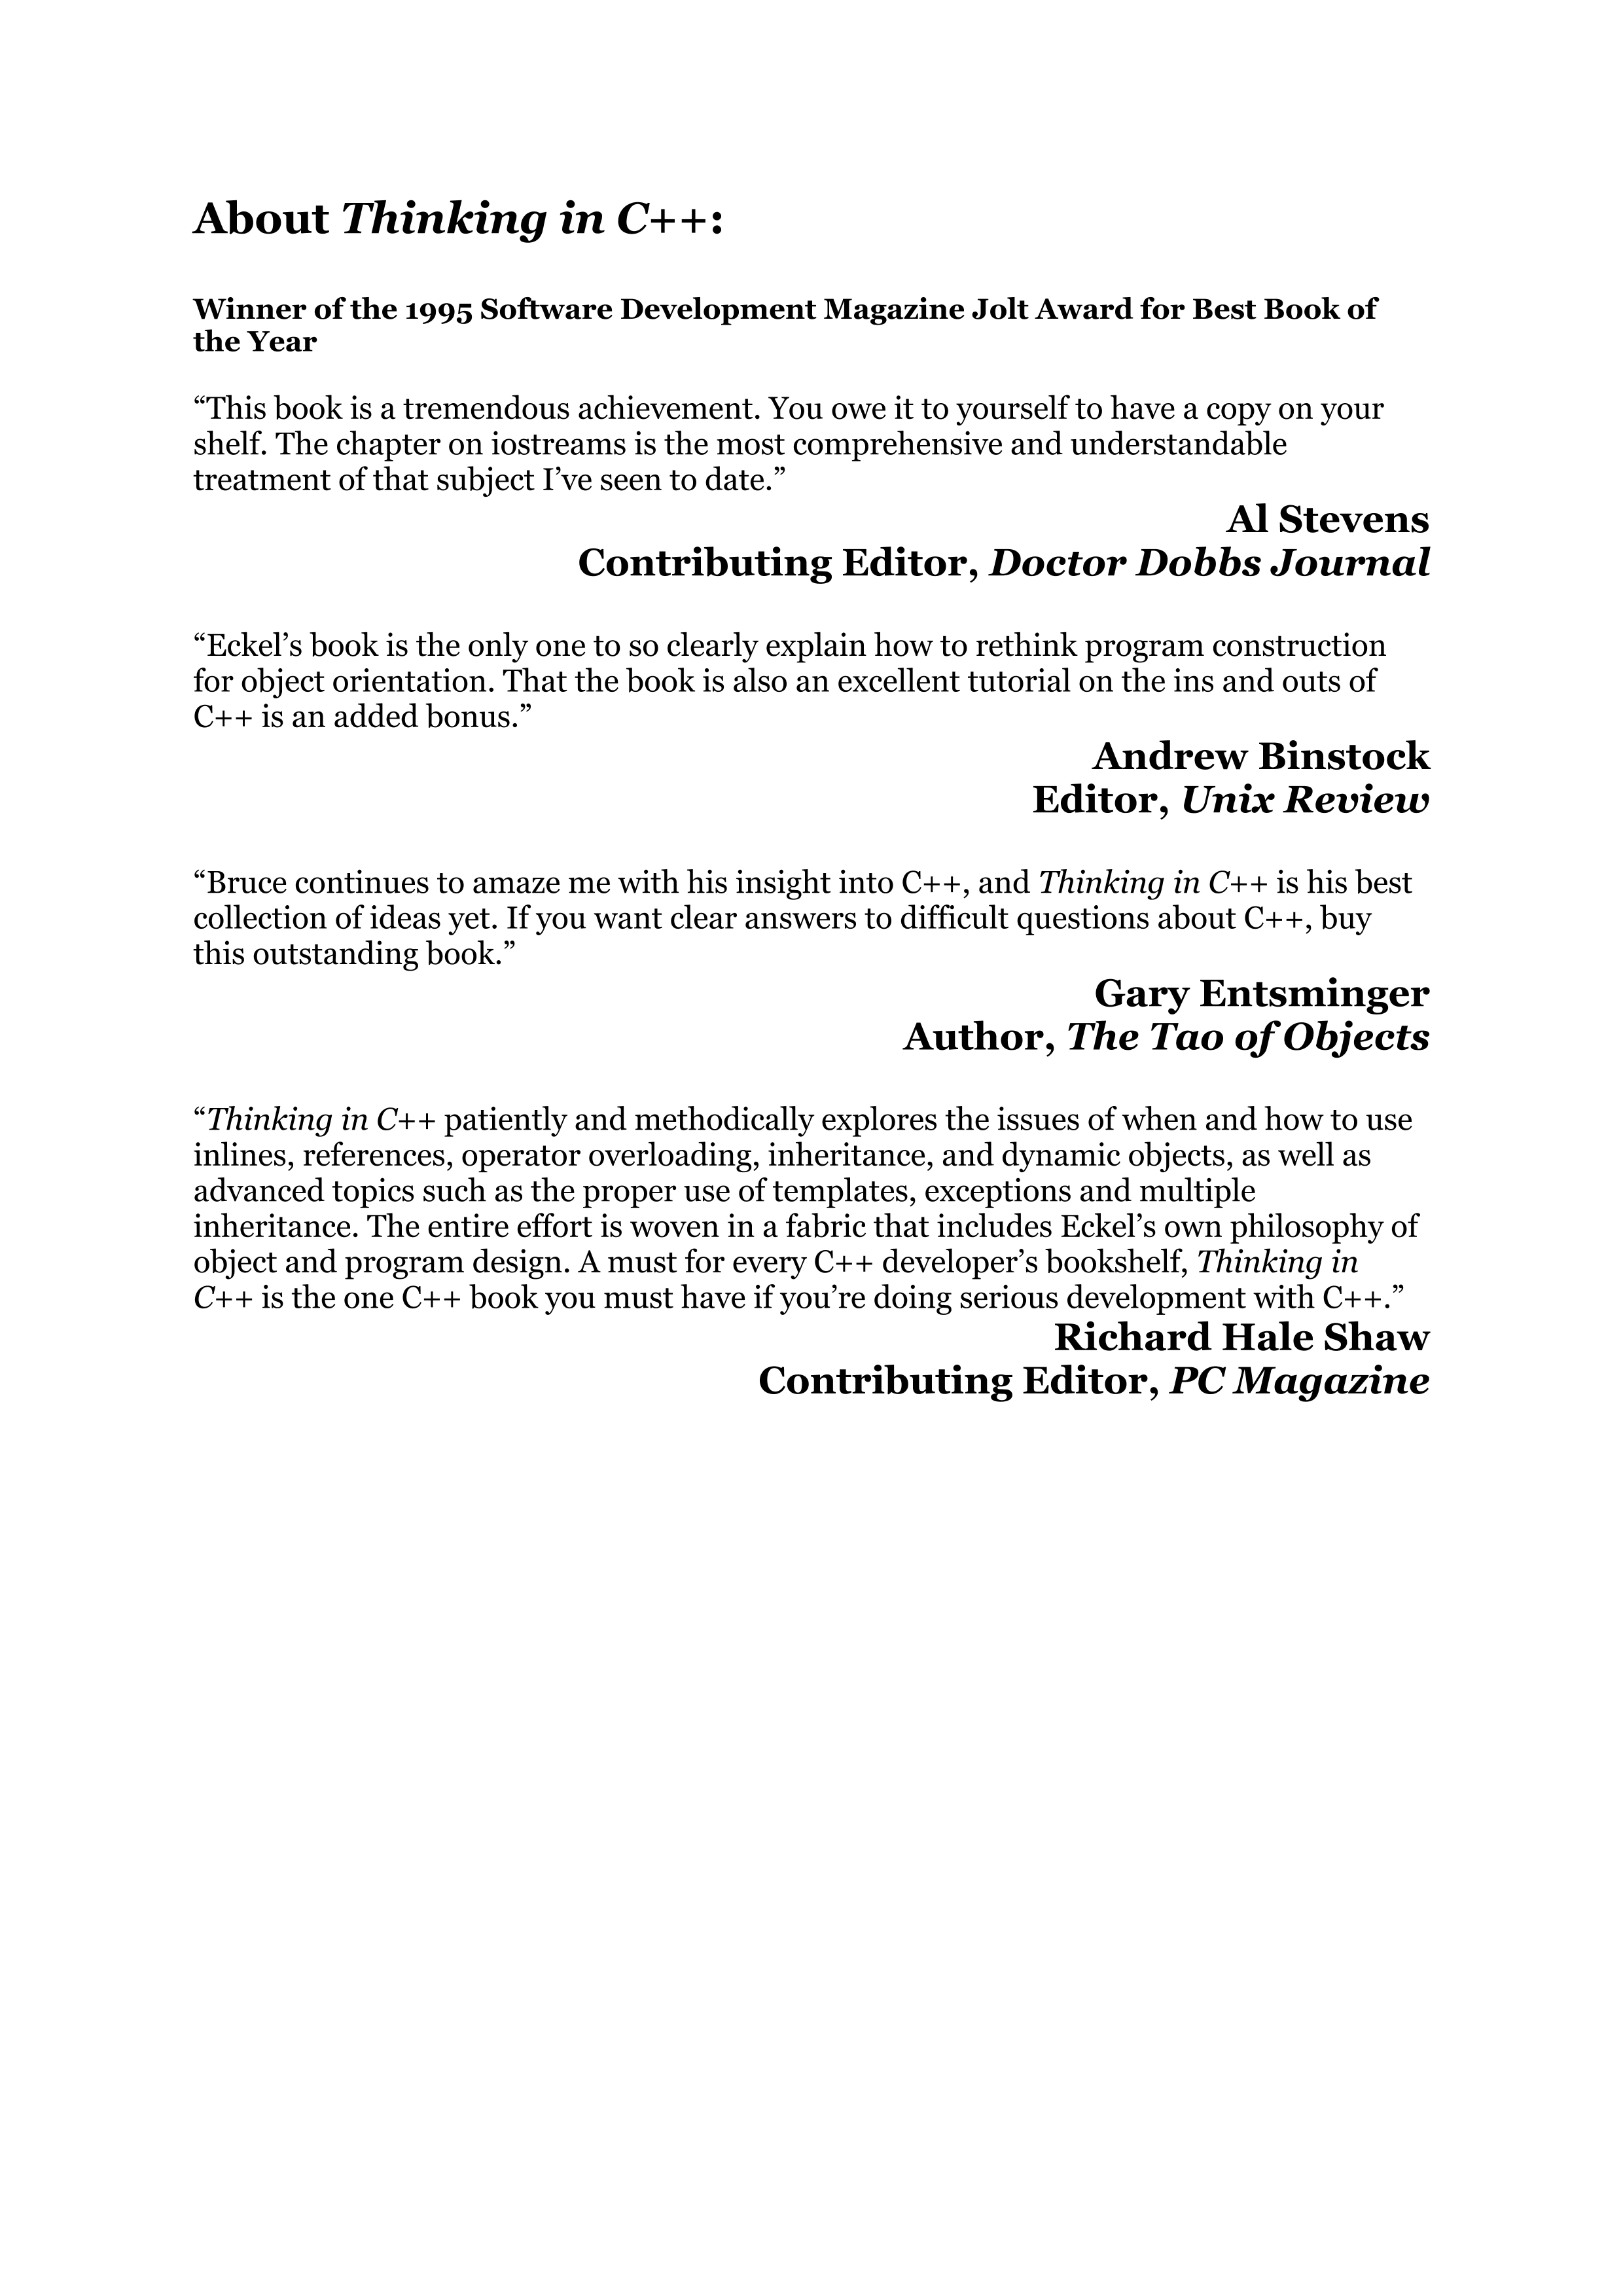 About Thinking in C++:
Winner of the 1995 Software Development Magazine Jolt Award for Best Book of
the Year
“This book is a tremendous achievement. You owe it to yourself to have a copy on your
shelf. The chapter on iostreams is the most comprehensive and understandable
treatment of that subject I’ve seen to date.”
Al Stevens
Contributing Editor, Doctor Dobbs Journal
“Eckel’s book is the only one to so clearly explain how to rethink program construction
for object orientation. That the book is also an excellent tutorial on the ins and outs of
C++ is an added bonus.”
Andrew Binstock
Editor, Unix Review
“Bruce continues to amaze me with his insight into C++, and Thinking in C++ is his best
collection of ideas yet. If you want clear answers to difficult questions about C++, buy
this outstanding book.”
Gary Entsminger
Author, The Tao of Objects
“Thinking in C++ patiently and methodically explores the issues of when and how to use
inlines, references, operator overloading, inheritance, and dynamic objects, as well as
advanced topics such as the proper use of templates, exceptions and multiple
inheritance. The entire effort is woven in a fabric that includes Eckel’s own philosophy of
object and program design. A must for every C++ developer’s bookshelf, Thinking in
C++ is the one C++ book you must have if you’re doing serious development with C++.”
Richard Hale Shaw
Contributing Editor, PC Magazine